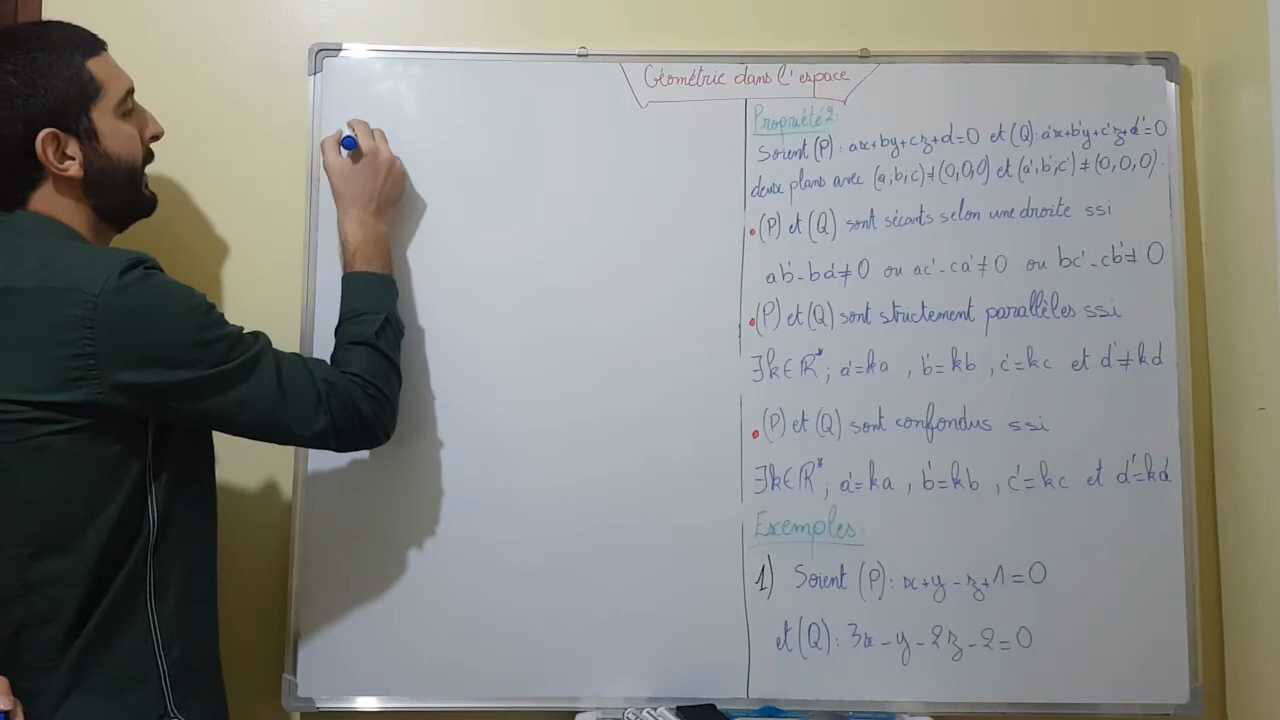 Géométrie dans l'espace
Propriété 2:
Soient (P): ax+by+cz+d=0 et (Q): a'x+b'y+c'z+d'=0
deux plans avec (a,b,c)≠(0,0,0) et (a',b',c')≠(0,0,0).
• (P) et (Q) sont sécants selon une droite ssi
ab'-ba'≠0 ou ac'-ca'≠0 ou bc'-cb'≠0
• (P) et (Q) sont strictement parallèles ssi
∃k∈ℝ*; a'=ka, b'=kb, c'=kc et d'≠kd
• (P) et (Q) sont confondus ssi
∃k∈ℝ*; a'=ka, b'=kb, c'=kc et d'=kd
Exemples
1) Soient (P): x+y-z+1=0
et (Q): 3x-y-2z-2=0